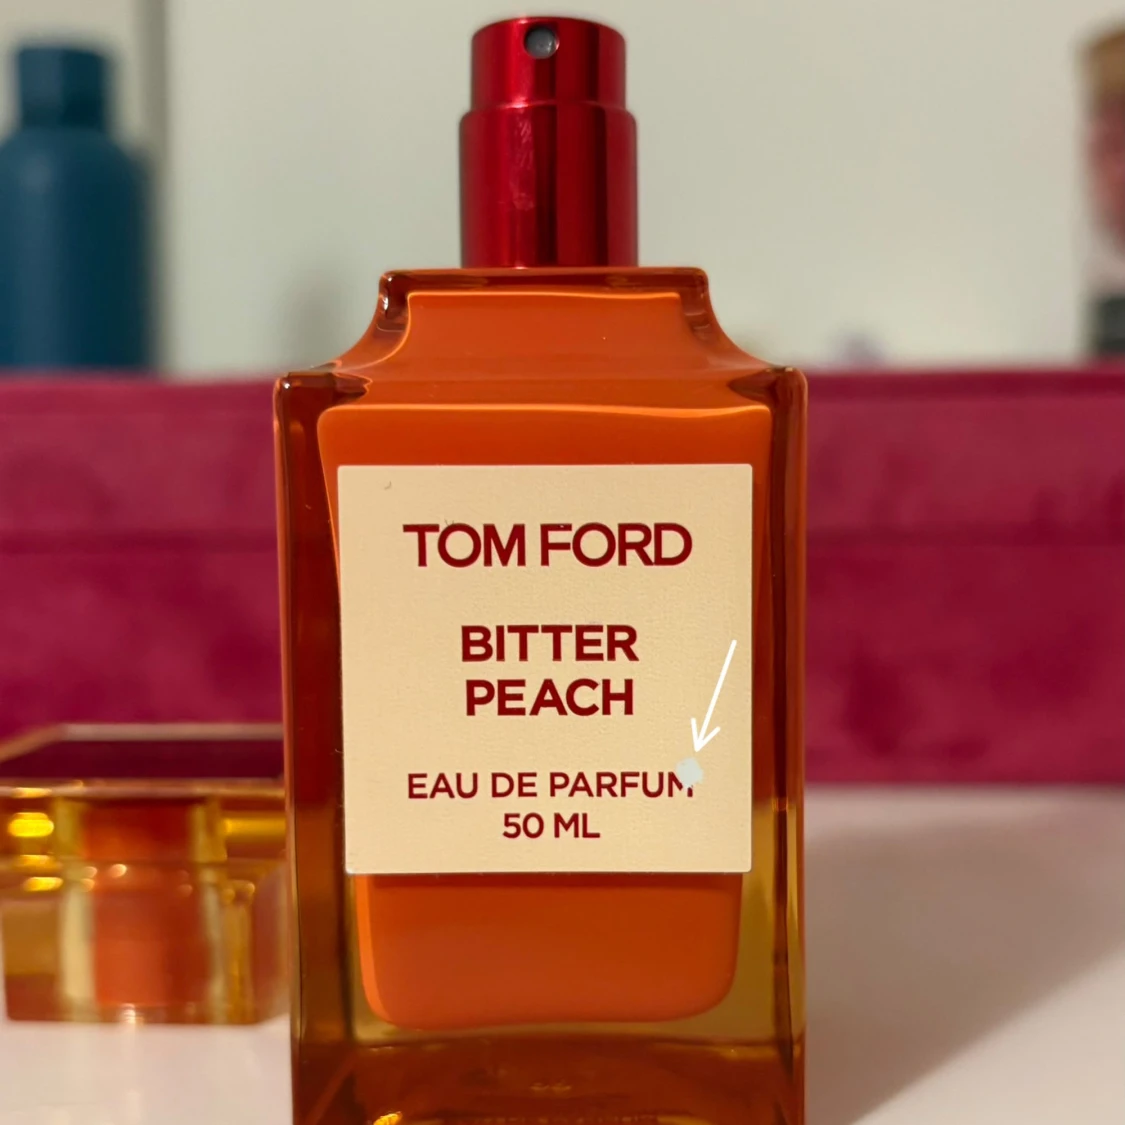 TOM FORD
BITTER
PEACH
EAU DE PARFUM
50 ML